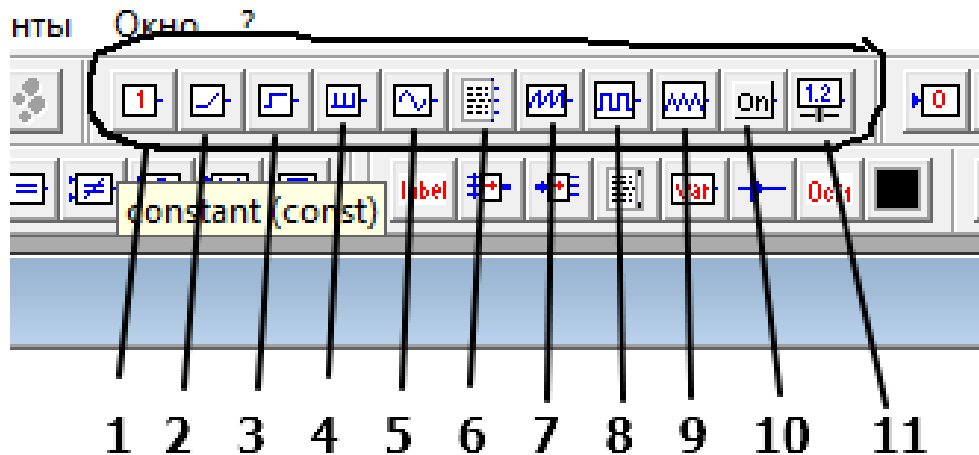 нты Окно ?
1 On 1.2 0
= ≠ label Var
constant (const)
1 2 3 4 5 6 7 8 9 10 11